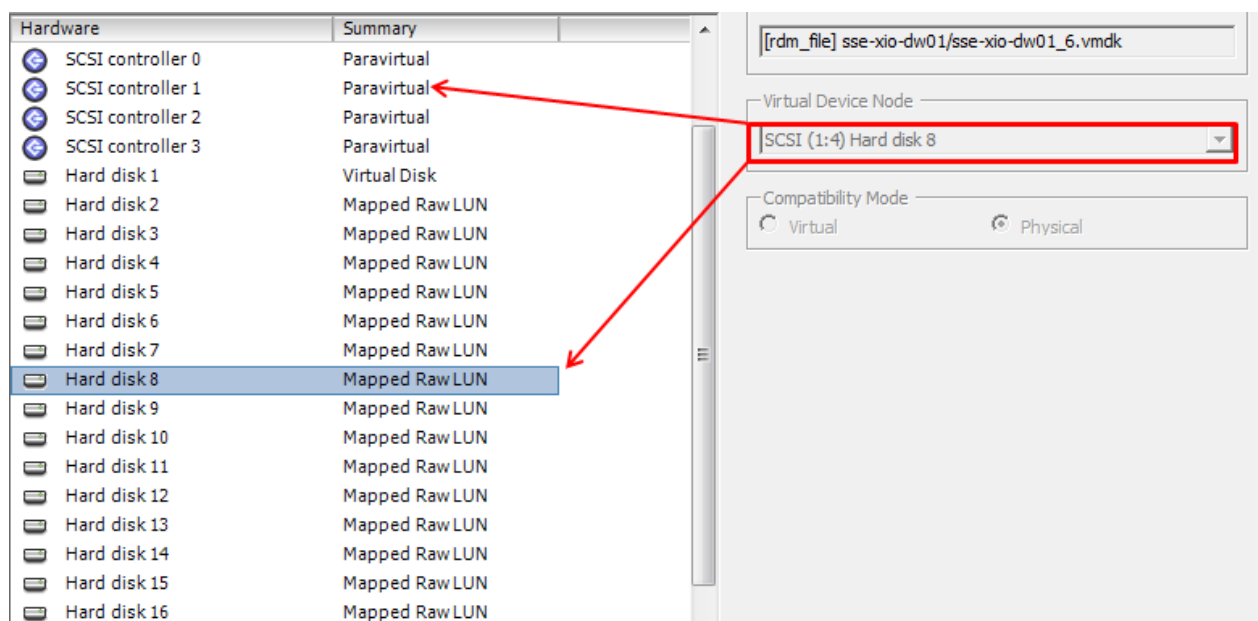 Hardware Summary
SCSI controller 0 Paravirtual
SCSI controller 1 Paravirtual
SCSI controller 2 Paravirtual
SCSI controller 3 Paravirtual
Hard disk 1 Virtual Disk
Hard disk 2 Mapped Raw LUN
Hard disk 3 Mapped Raw LUN
Hard disk 4 Mapped Raw LUN
Hard disk 5 Mapped Raw LUN
Hard disk 6 Mapped Raw LUN
Hard disk 7 Mapped Raw LUN
Hard disk 8 Mapped Raw LUN
Hard disk 9 Mapped Raw LUN
Hard disk 10 Mapped Raw LUN
Hard disk 11 Mapped Raw LUN
Hard disk 12 Mapped Raw LUN
Hard disk 13 Mapped Raw LUN
Hard disk 14 Mapped Raw LUN
Hard disk 15 Mapped Raw LUN
Hard disk 16 Mapped Raw LUN
[rdm_file] sse-xio-dw01/sse-xio-dw01_6.vmdk
Virtual Device Node
SCSI (1:4) Hard disk 8
Compatibility Mode
Virtual Physical